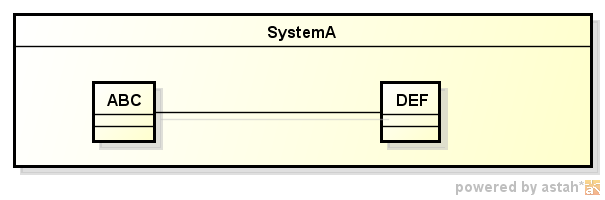 SystemA
ABC
DEF
powered by astah*